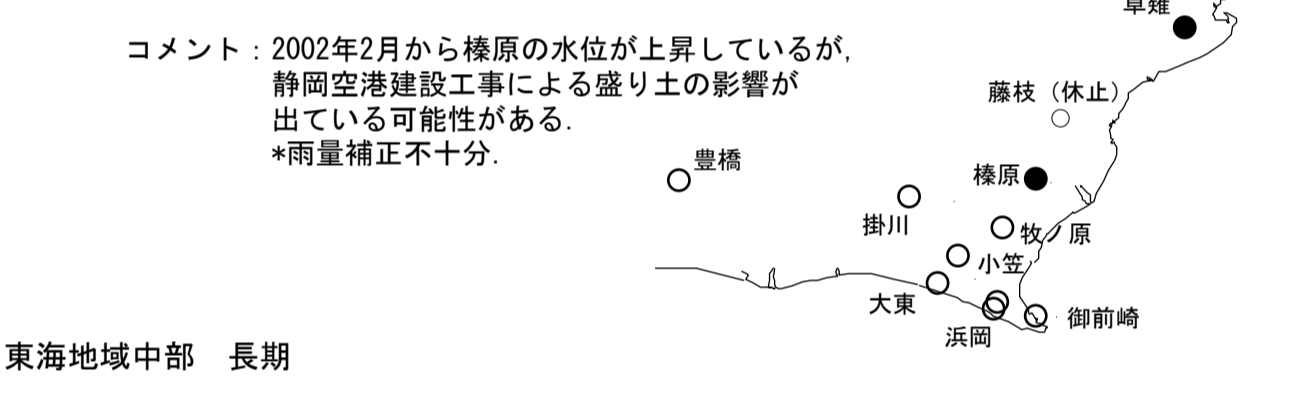 草薙
コメント：2002年2月から榛原の水位が上昇しているが,
静岡空港建設工事による盛り土の影響が
出ている可能性がある.
*雨量補正不十分.
藤枝（休止）
豊橋
榛原
掛川
牧ノ原
小笠
大東
浜岡
御前崎
東海地域中部　長期